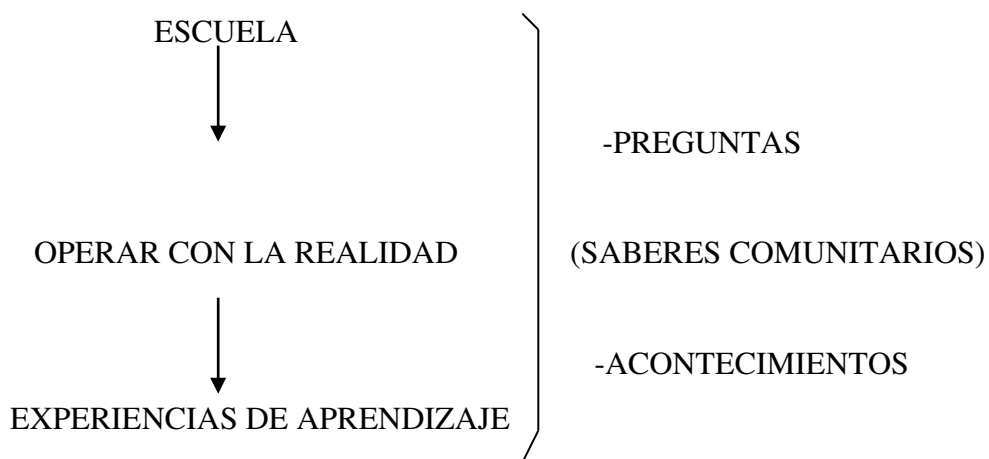 ESCUELA
-PREGUNTAS
OPERAR CON LA REALIDAD
(SABERES COMUNITARIOS)
-ACONTECIMIENTOS
EXPERIENCIAS DE APRENDIZAJE